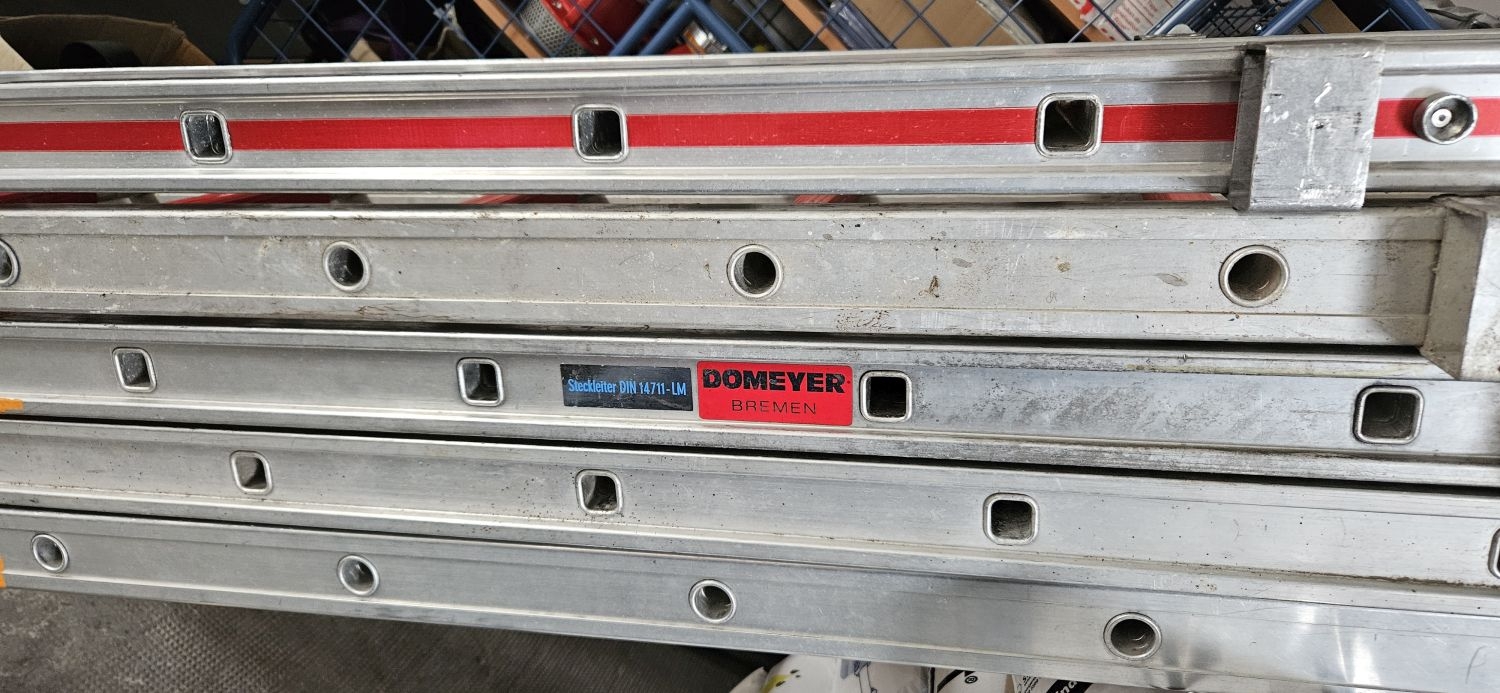 Steckleiter DIN 14711-LM
DOMEYER
BREMEN